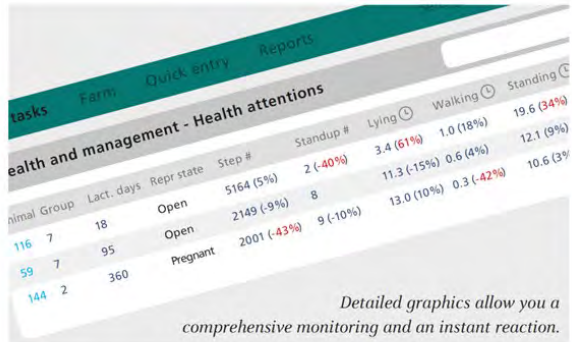 tasks Farm Quick entry Reports
ealth and management - Health attentions
nimal Group Lact. days Repr state Step # Standup # Lying Walking Standing
116 7 18 Open 5164 (5%) 2 (-40%) 3.4 (61%) 1.0 (18%) 19.6 (34%)
59 7 95 Open 2149 (-9%) 8 11.3 (-15%) 0.6 (4%) 12.1 (9%)
144 2 360 Pregnant 2001 (-43%) 9 (-10%) 13.0 (10%) 0.3 (-42%) 10.6 (3%
Detailed graphics allow you a
comprehensive monitoring and an instant reaction.